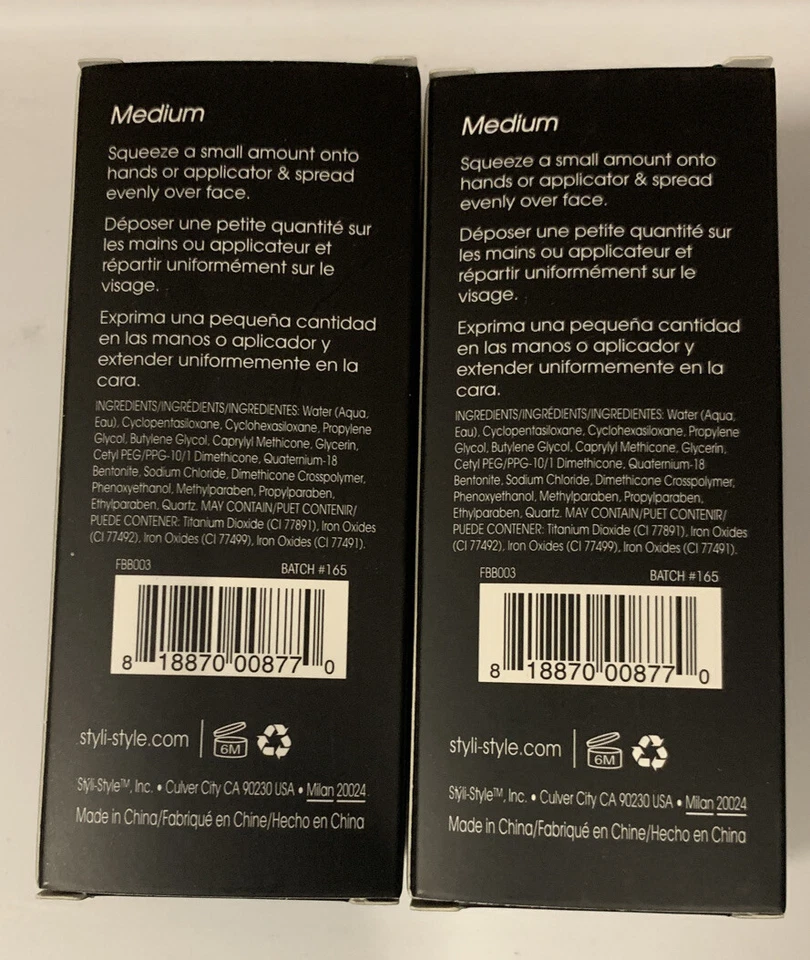 Medium
Squeeze a small amount onto
hands or applicator & spread
evenly over face.
Déposer une petite quantité sur
les mains ou applicateur et
répartir uniformément sur le
visage.
Exprima una pequeña cantidad
en las manos o aplicador y
extender uniformemente en la
cara.
INGREDIENTS/INGRÉDIENTS/INGREDIENTES: Water (Aqua,
Eau), Cyclopentasiloxane, Cyclohexasiloxane, Propylene
Glycol, Butylene Glycol, Caprylyl Methicone, Glycerin,
Cetyl PEG/PPG-10/1 Dimethicone, Quaternium-18
Bentonite, Sodium Chloride, Dimethicone Crosspolymer,
Phenoxyethanol, Methylparaben, Propylparaben,
Ethylparaben, Quartz. MAY CONTAIN/PUET CONTENIR/
PUEDE CONTENER: Titanium Dioxide (CI 77891), Iron Oxides
(CI 77492), Iron Oxides (CI 77499), Iron Oxides (CI 77491).
FBB003 BATCH #165
8 18870 00877 0
styli-style.com 6M
Styli-Style™, Inc. • Culver City CA 90230 USA • Milan 20024
Made in China/Fabriqué en Chine/Hecho en China
Medium
Squeeze a small amount onto
hands or applicator & spread
evenly over face.
Déposer une petite quantité sur
les mains ou applicateur et
répartir uniformément sur le
visage.
Exprima una pequeña cantidad
en las manos o aplicador y
extender uniformemente en la
cara.
INGREDIENTS/INGRÉDIENTS/INGREDIENTES: Water (Aqua,
Eau), Cyclopentasiloxane, Cyclohexasiloxane, Propylene
Glycol, Butylene Glycol, Caprylyl Methicone, Glycerin,
Cetyl PEG/PPG-10/1 Dimethicone, Quaternium-18
Bentonite, Sodium Chloride, Dimethicone Crosspolymer,
Phenoxyethanol, Methylparaben, Propylparaben,
Ethylparaben, Quartz. MAY CONTAIN/PUET CONTENIR/
PUEDE CONTENER: Titanium Dioxide (CI 77891), Iron Oxides
(CI 77492), Iron Oxides (CI 77499), Iron Oxides (CI 77491).
FBB003 BATCH #165
8 18870 00877 0
styli-style.com 6M
Styli-Style™, Inc. • Culver City CA 90230 USA • Milan 20024
Made in China/Fabriqué en Chine/Hecho en China